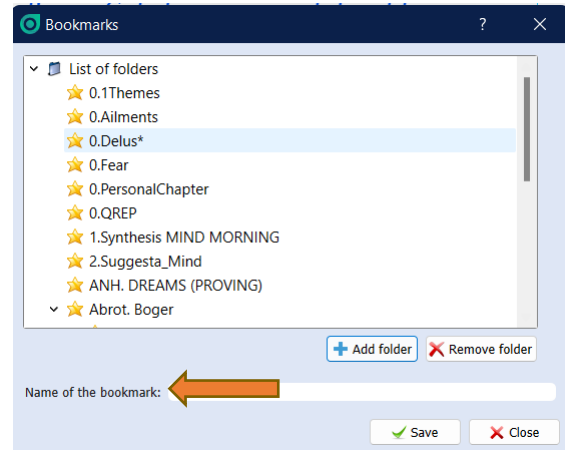 Bookmarks
?
List of folders
0.1Themes
0.Ailments
0.Delus*
0.Fear
0.PersonalChapter
0.QREP
1.Synthesis MIND MORNING
2.Suggesta_Mind
ANH. DREAMS (PROVING)
Abrot. Boger
Add folder Remove folder
Name of the bookmark:
Save Close